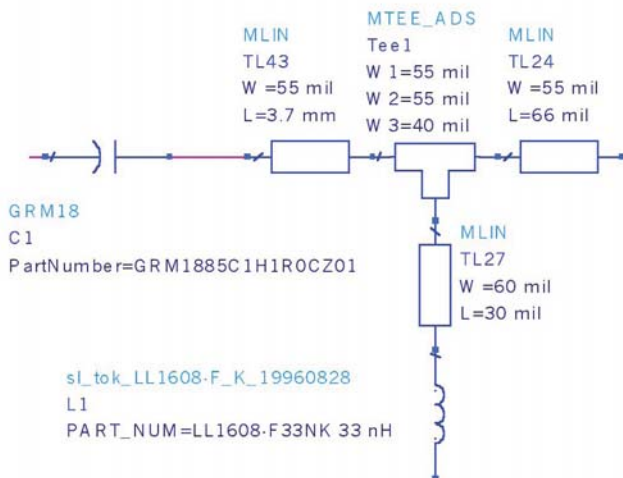 MLIN
TL43
W =55 mil
L=3.7 mm
MTEE_ADS
Tee1
W 1=55 mil
W 2=55 mil
W 3=40 mil
MLIN
TL24
W =55 mil
L=66 mil
GRM18
C1
PartNumber=GRM1885C1H1R0CZ01
MLIN
TL27
W =60 mil
L=30 mil
sl_tok_LL1608-F_K_19960828
L1
PART_NUM=LL1608-F33NK 33 nH